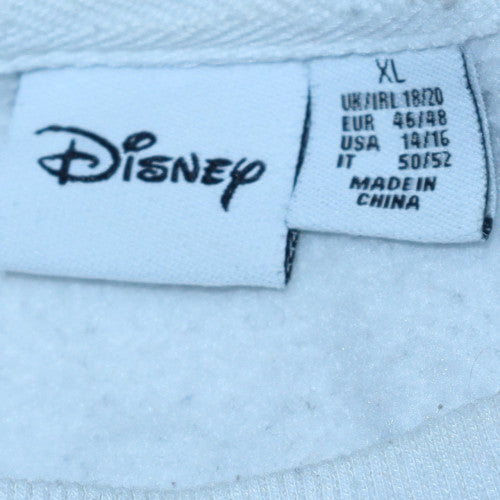 Disney
XL
UK/IRL 18/20
EUR 46/48
USA 14/16
IT 50/52
MADE IN
CHINA